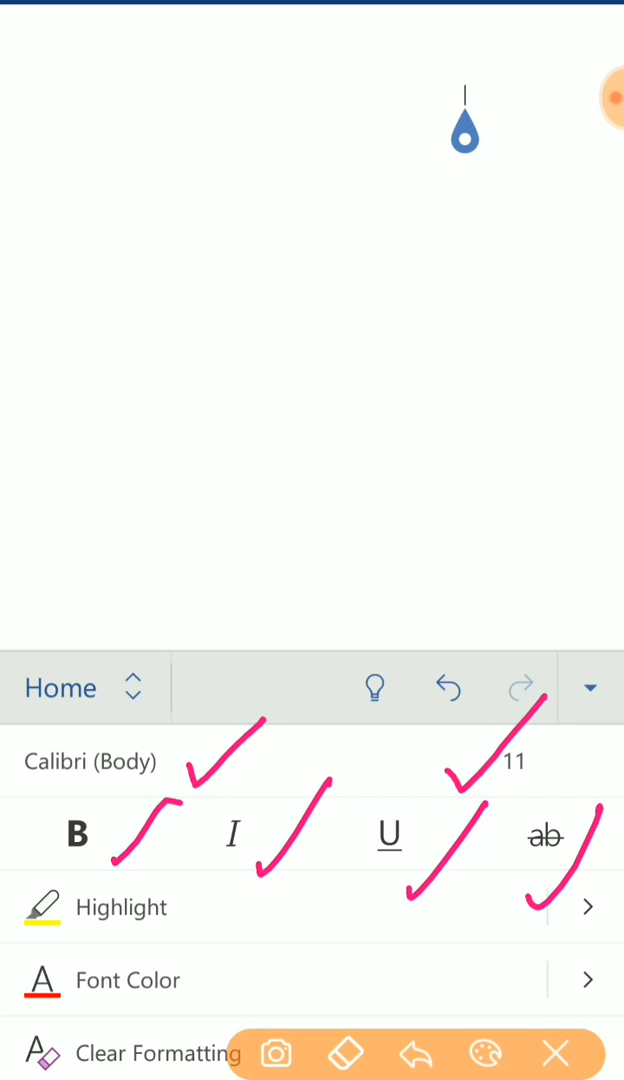 Home
Calibri (Body) 11
B I U ab
Highlight
A Font Color
A Clear Formatting